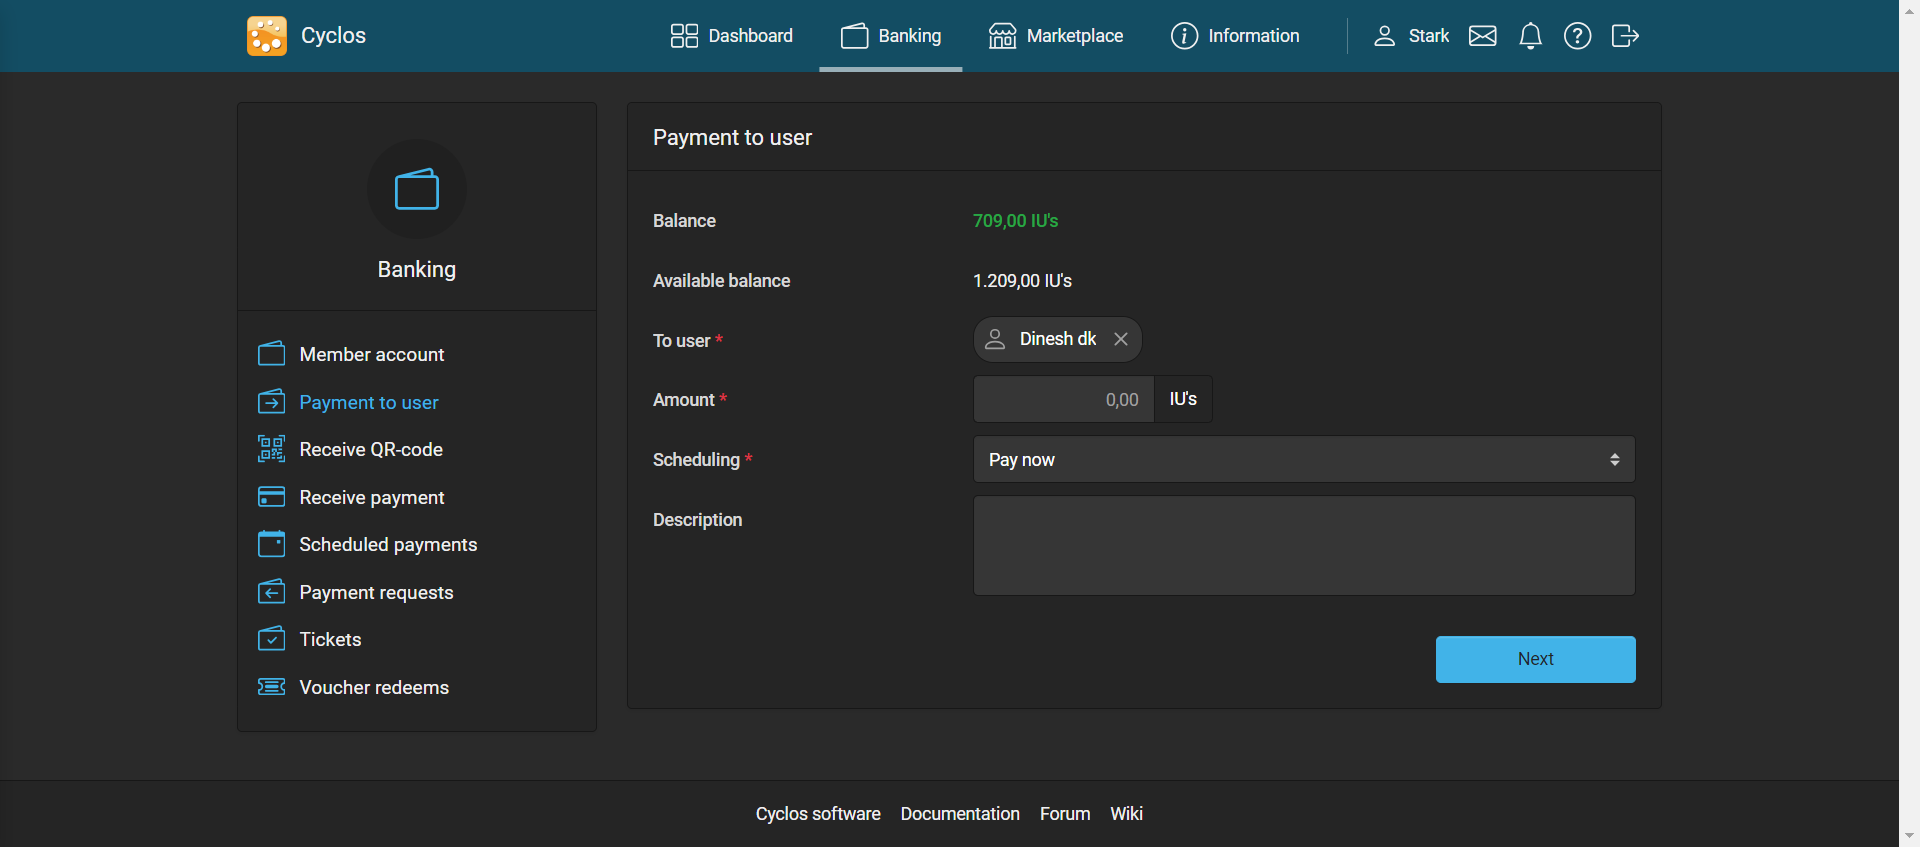 Cyclos
Dashboard
Banking
Marketplace
Information
Stark
Banking
Member account
Payment to user
Receive QR-code
Receive payment
Scheduled payments
Payment requests
Tickets
Voucher redeems
Payment to user
Balance
709,00 IU's
Available balance
1.209,00 IU's
To user *
Dinesh dk
Amount *
0,00 IU's
Scheduling *
Pay now
Description
Next
Cyclos software Documentation Forum Wiki